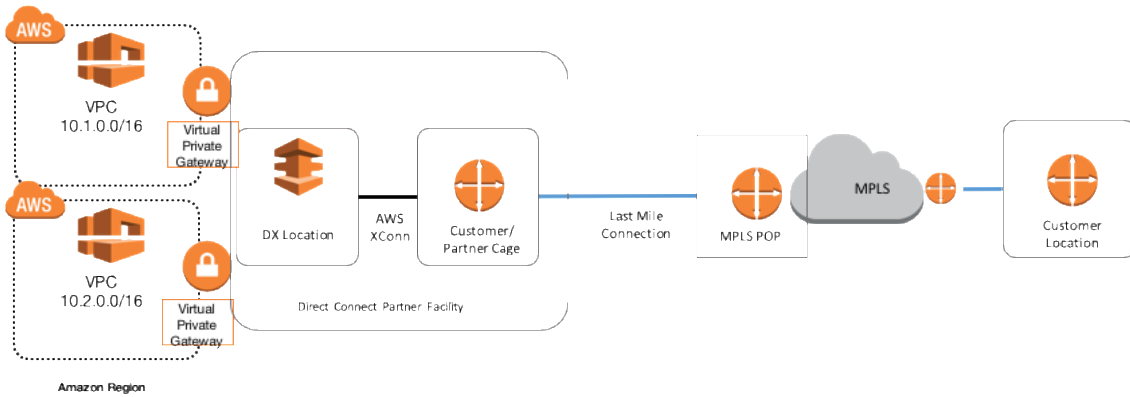 AWS
VPC
10.1.0.0/16
Virtual
Private
Gateway
AWS
VPC
10.2.0.0/16
Virtual
Private
Gateway
Amazon Region
DX Location
AWS
XConn
Customer/
Partner Cage
Direct Connect Partner Facility
Last Mile
Connection
MPLS POP
MPLS
Customer
Location